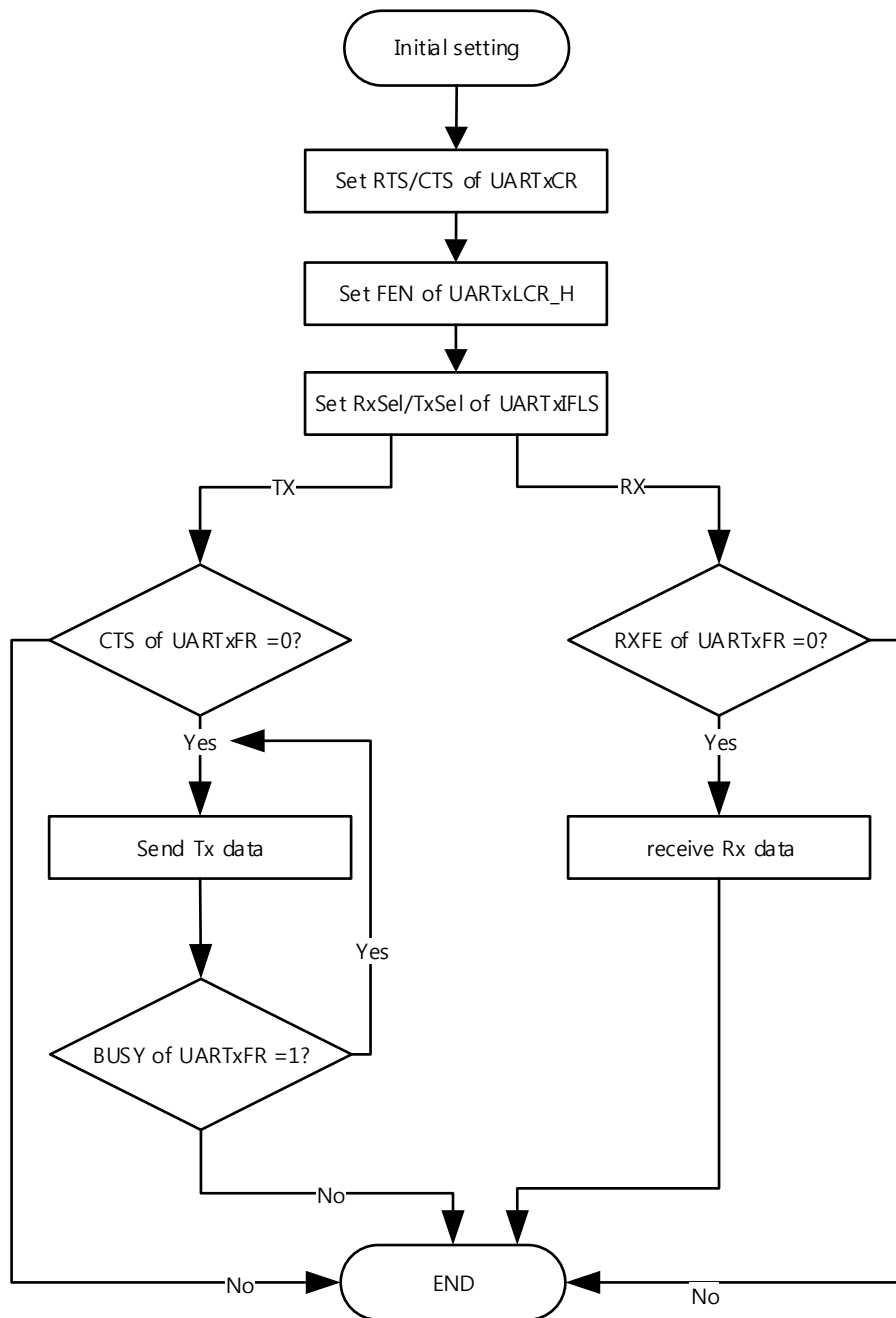 Initial setting
Set RTS/CTS of UARTxCR
Set FEN of UARTxLCR_H
Set RxSel/TxSel of UARTxIFLS
TX
RX
CTS of UARTxFR =0?
RXFE of UARTxFR =0?
Yes
Yes
Send Tx data
receive Rx data
Yes
BUSY of UARTxFR =1?
No
No
END
No